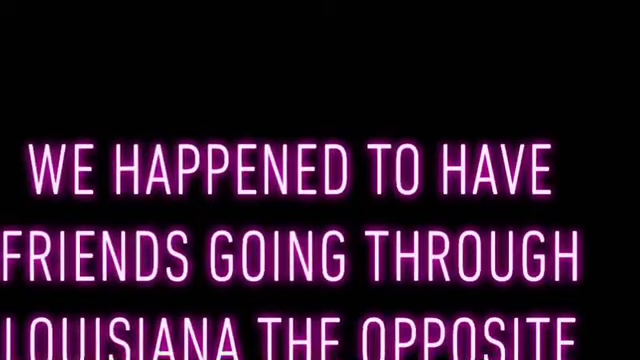 WE HAPPENED TO HAVE
FRIENDS GOING THROUGH
LOUISIANA THE OPPOSITE